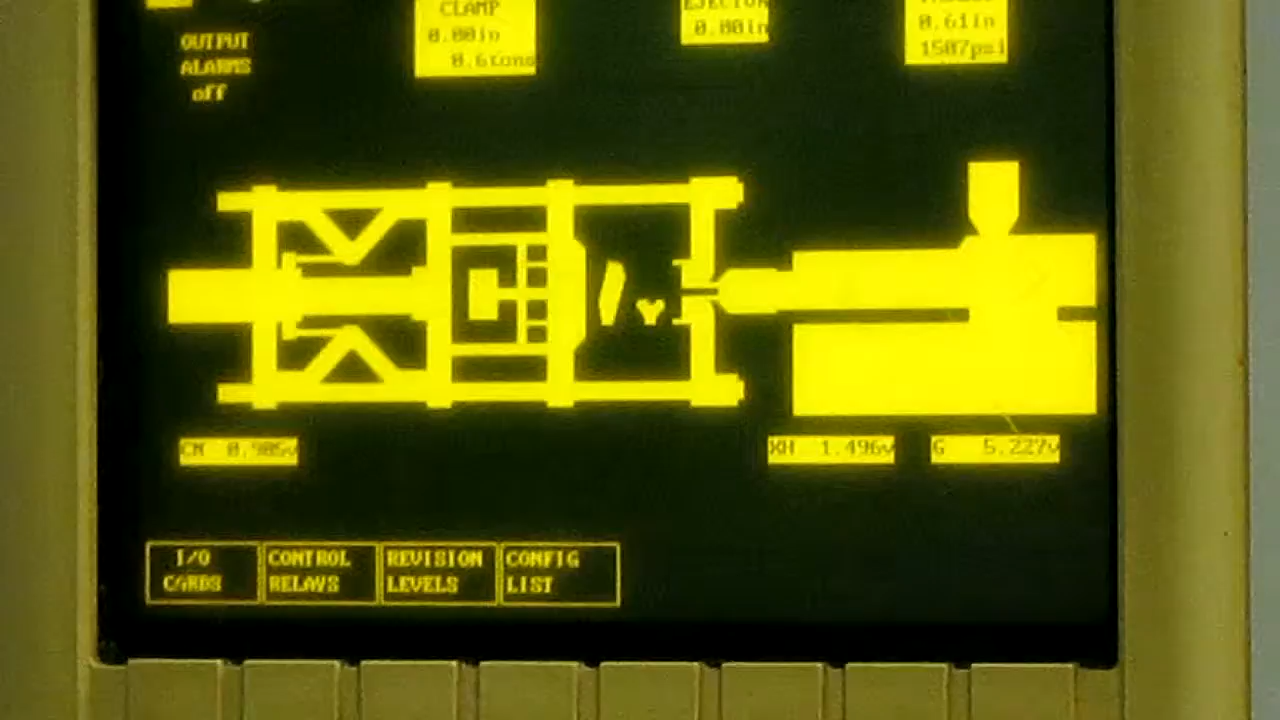 CLAMP
0.00in
0.6tons
EJECTOR
0.00in
0.61in
1507psi
OUTPUT
ALARMS
off
CN 0.985v
XH 1.496v
G 5.227v
I/O
CARDS
CONTROL
RELAYS
REVISION
LEVELS
CONFIG
LIST